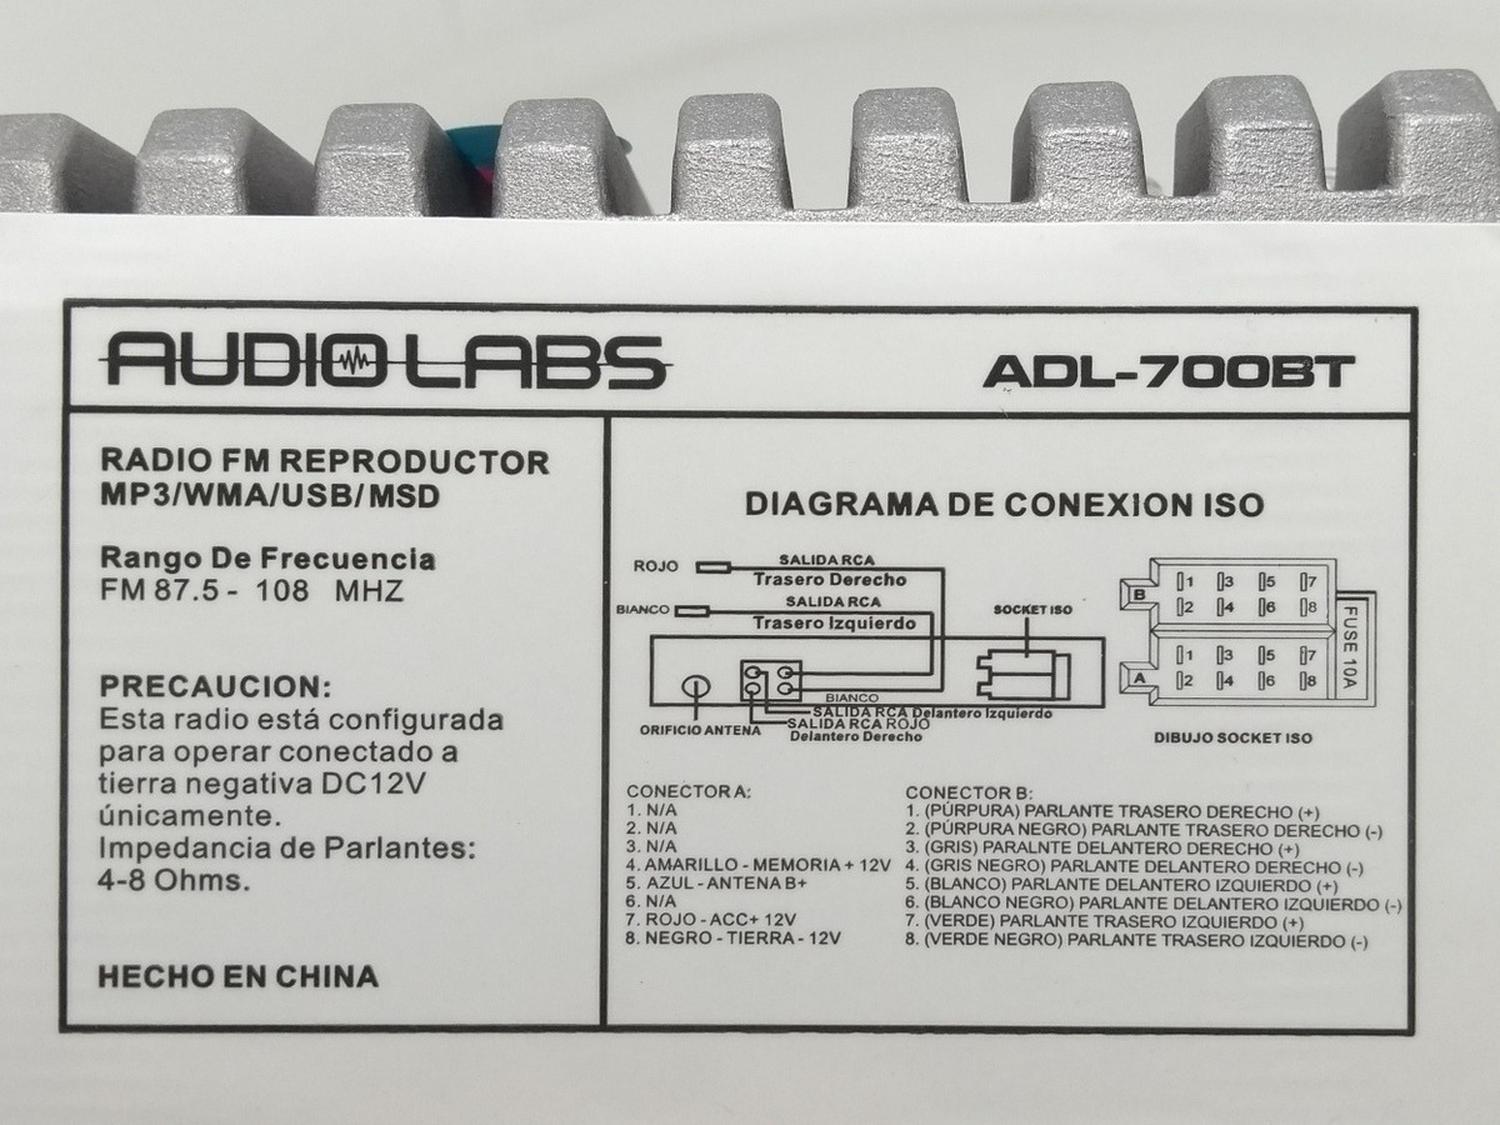 AUDIO LABS
ADL-700BT
RADIO FM REPRODUCTOR
MP3/WMA/USB/MSD
Rango De Frecuencia
FM 87.5 - 108 MHZ
PRECAUCION:
Esta radio está configurada
para operar conectado a
tierra negativa DC12V
únicamente.
Impedancia de Parlantes:
4-8 Ohms.
HECHO EN CHINA
DIAGRAMA DE CONEXION ISO
ROJO
SALIDA RCA
Trasero Derecho
BIANCO
SALIDA RCA
Trasero Izquierdo
SOCKET ISO
BIANCO
SALIDA RCA Delantero Izquierdo
SALIDA RCA ROJO
Delantero Derecho
ORIFICIO ANTENA
B
1 3 5 7
2 4 6 8
A
1 3 5 7
2 4 6 8
FUSE 10A
DIBUJO SOCKET ISO
CONECTOR A:
1. N/A
2. N/A
3. N/A
4. AMARILLO - MEMORIA + 12V
5. AZUL - ANTENA B+
6. N/A
7. ROJO - ACC+ 12V
8. NEGRO - TIERRA - 12V
CONECTOR B:
1. (PÚRPURA) PARLANTE TRASERO DERECHO (+)
2. (PÚRPURA NEGRO) PARLANTE TRASERO DERECHO (-)
3. (GRIS) PARALNTE DELANTERO DERECHO (+)
4. (GRIS NEGRO) PARLANTE DELANTERO DERECHO (-)
5. (BLANCO) PARLANTE DELANTERO IZQUIERDO (+)
6. (BLANCO NEGRO) PARLANTE DELANTERO IZQUIERDO (-)
7. (VERDE) PARLANTE TRASERO IZQUIERDO (+)
8. (VERDE NEGRO) PARLANTE TRASERO IZQUIERDO (-)